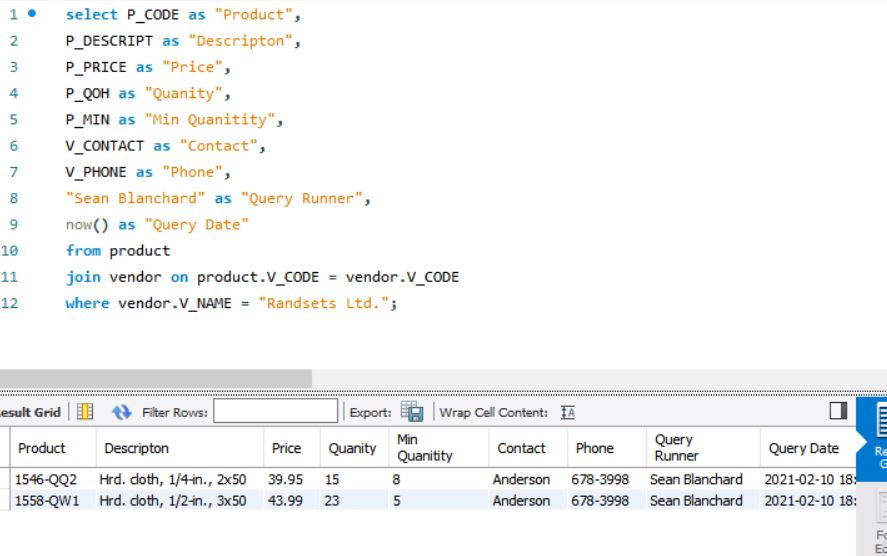 1 select P_CODE as "Product",
2 P_DESCRIPT as "Descripton",
3 P_PRICE as "Price",
4 P_QOH as "Quanity",
5 P_MIN as "Min Quanitity",
6 V_CONTACT as "Contact",
7 V_PHONE as "Phone",
8 "Sean Blanchard" as "Query Runner",
9 now() as "Query Date"
10 from product
11 join vendor on product.V_CODE = vendor.V_CODE
12 where vendor.V_NAME = "Randsets Ltd.";
esult Grid Filter Rows: Export: Wrap Cell Content:
Product Descripton Price Quanity Min Quanitity Contact Phone Query Runner Query Date
1546-QQ2 Hrd. cloth, 1/4-in., 2x50 39.95 15 8 Anderson 678-3998 Sean Blanchard 2021-02-10 18:
1558-QW1 Hrd. cloth, 1/2-in., 3x50 43.99 23 5 Anderson 678-3998 Sean Blanchard 2021-02-10 18: